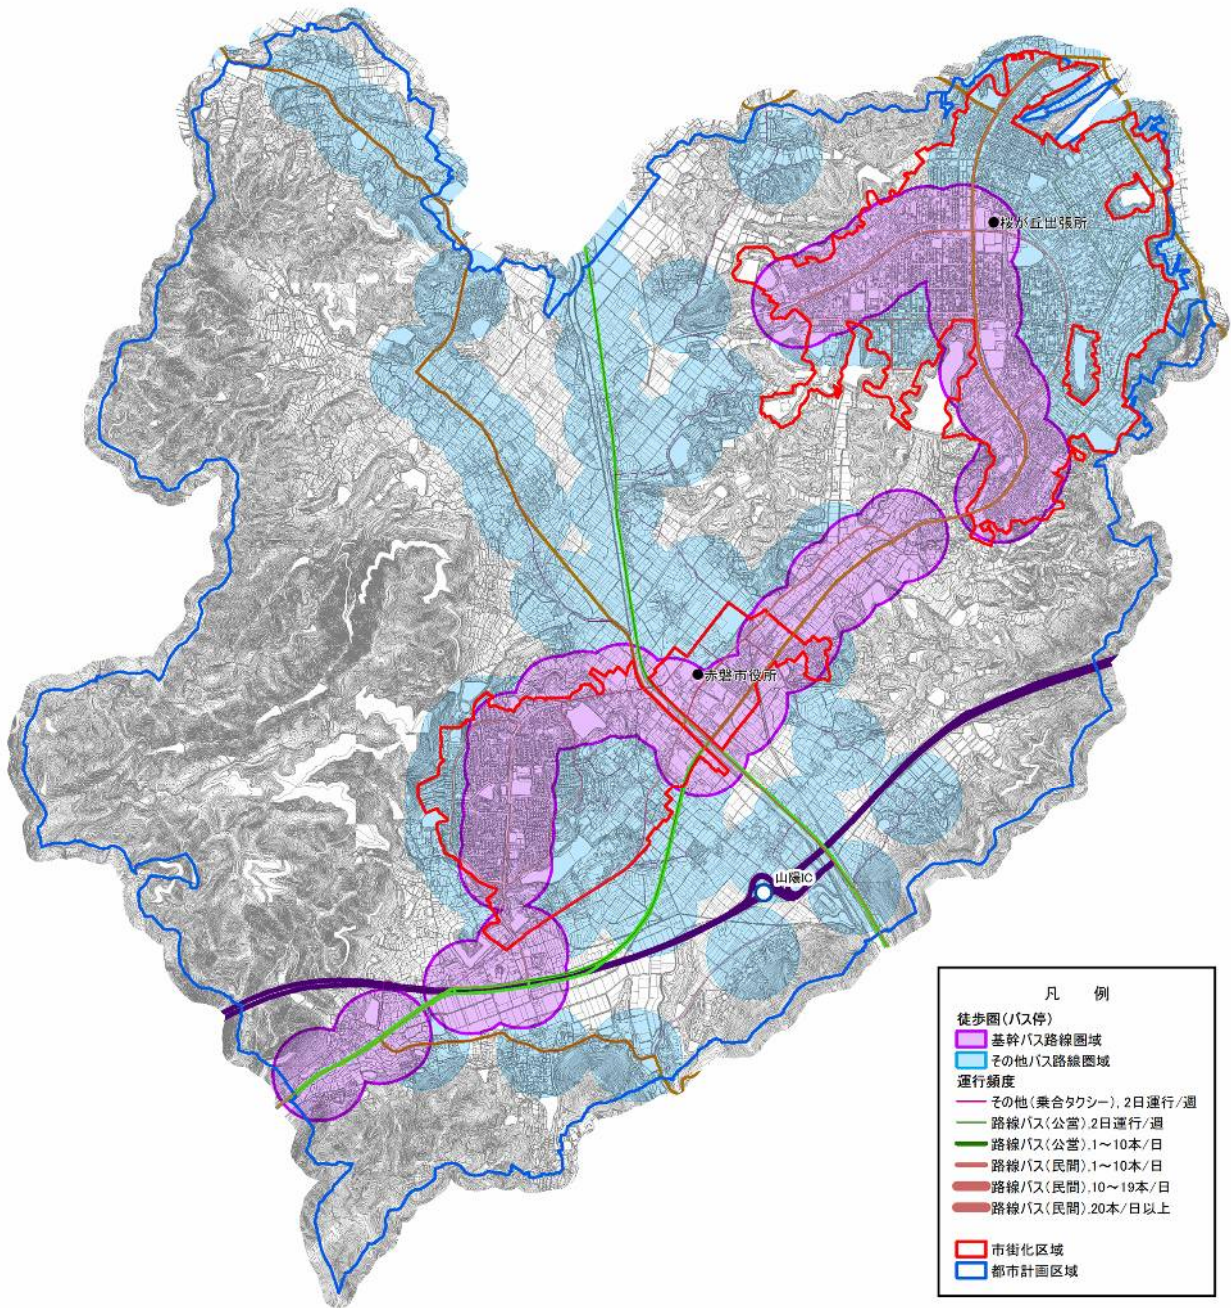 桜が丘出張所
赤磐市役所
山陽IC
凡 例
徒歩圏(バス停)
基幹バス路線圏域
その他バス路線圏域
運行頻度
その他(乗合タクシー), 2日運行/週
路線バス(公営), 2日運行/週
路線バス(公営), 1～10本/日
路線バス(民間), 1～10本/日
路線バス(民間), 10～19本/日
路線バス(民間), 20本/日以上
市街化区域
都市計画区域